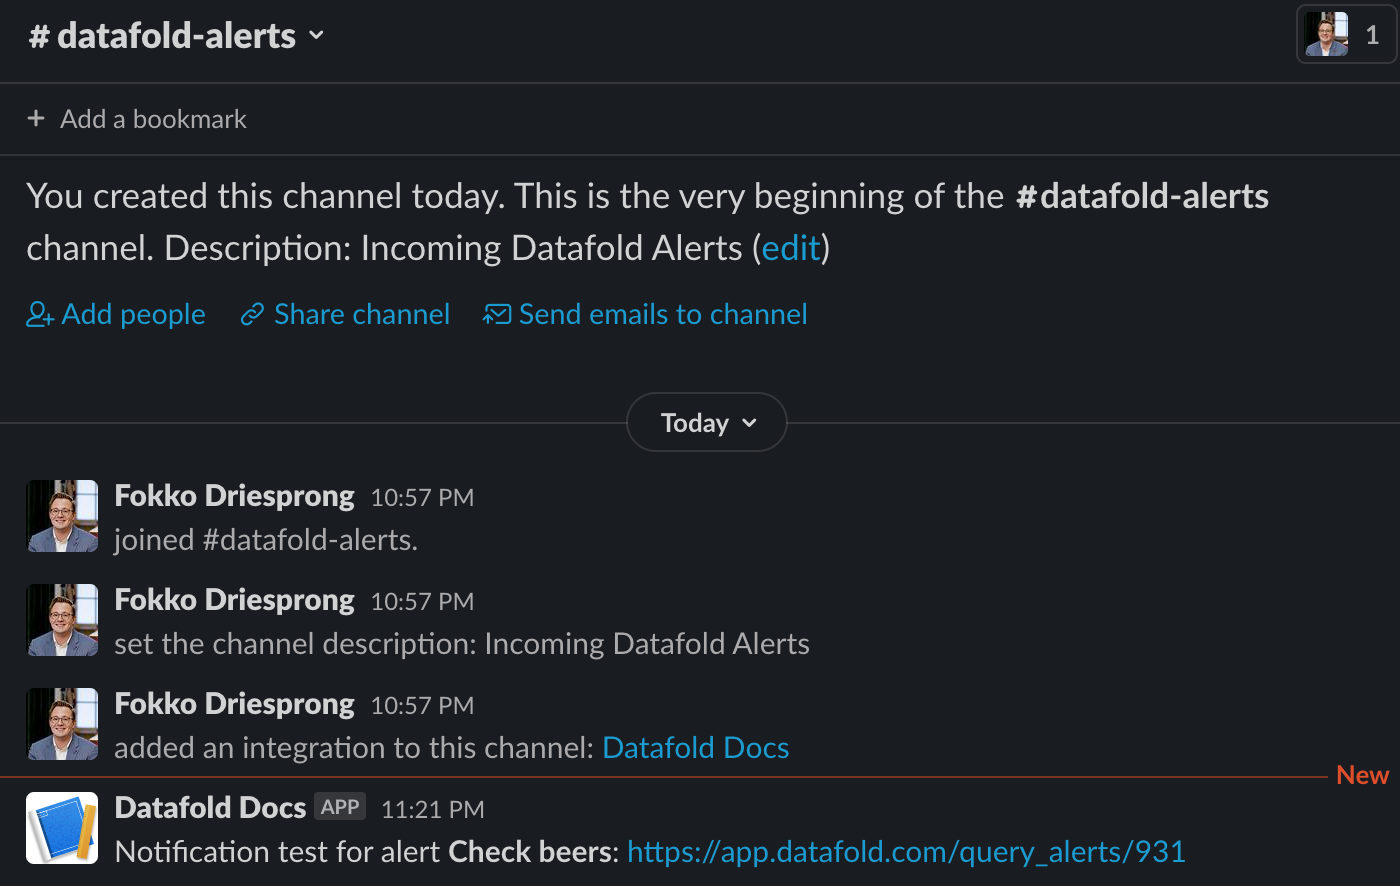 # datafold-alerts
1
+ Add a bookmark
You created this channel today. This is the very beginning of the #datafold-alerts
channel. Description: Incoming Datafold Alerts (edit)
Add people Share channel Send emails to channel
Today
Fokko Driesprong 10:57 PM
joined #datafold-alerts.
Fokko Driesprong 10:57 PM
set the channel description: Incoming Datafold Alerts
Fokko Driesprong 10:57 PM
added an integration to this channel: Datafold Docs
New
Datafold Docs APP 11:21 PM
Notification test for alert Check beers: https://app.datafold.com/query_alerts/931